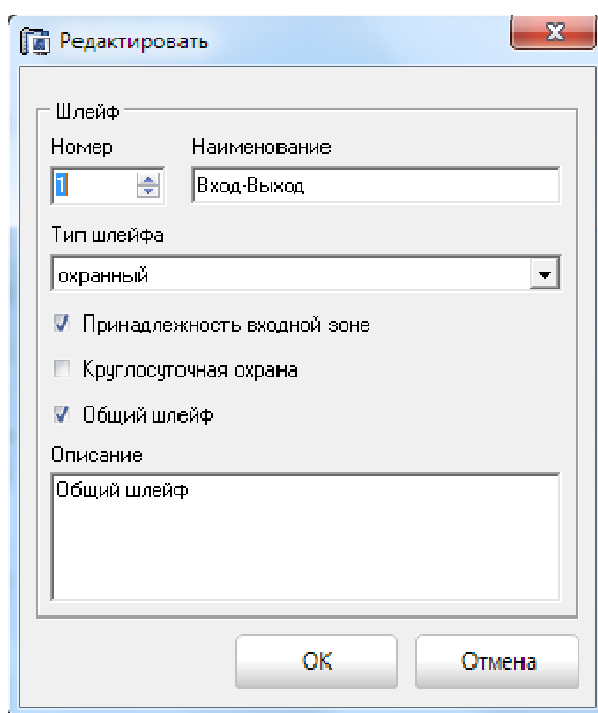 Редактировать
Шлейф
Номер Наименование
1 Вход-Выход
Тип шлейфа
охранный
Принадлежность входной зоне
Круглосуточная охрана
Общий шлейф
Описание
Общий шлейф
OK Отмена